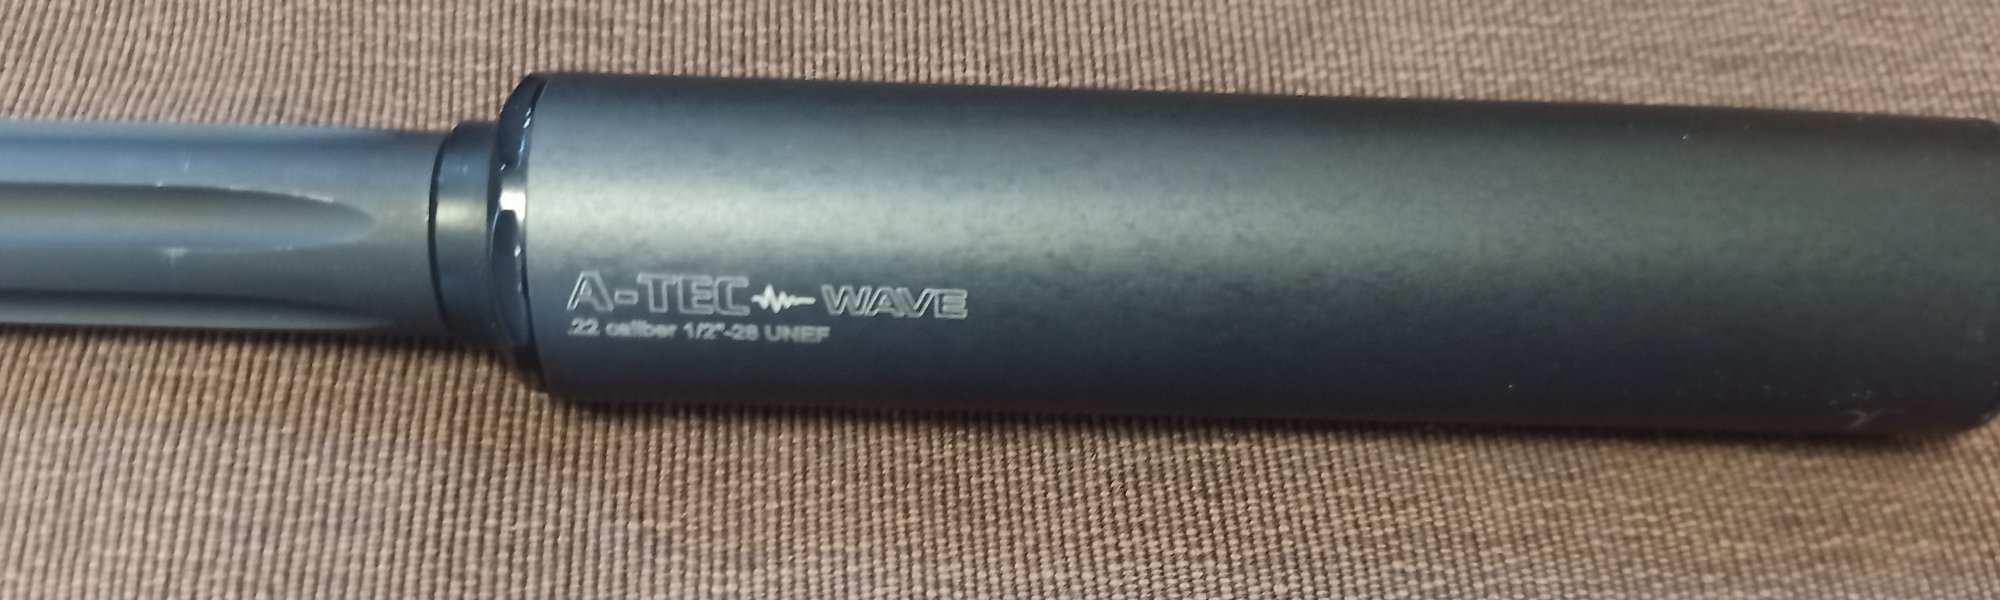 A-TEC WAVE
.22 caliber 1/2"-28 UNEF